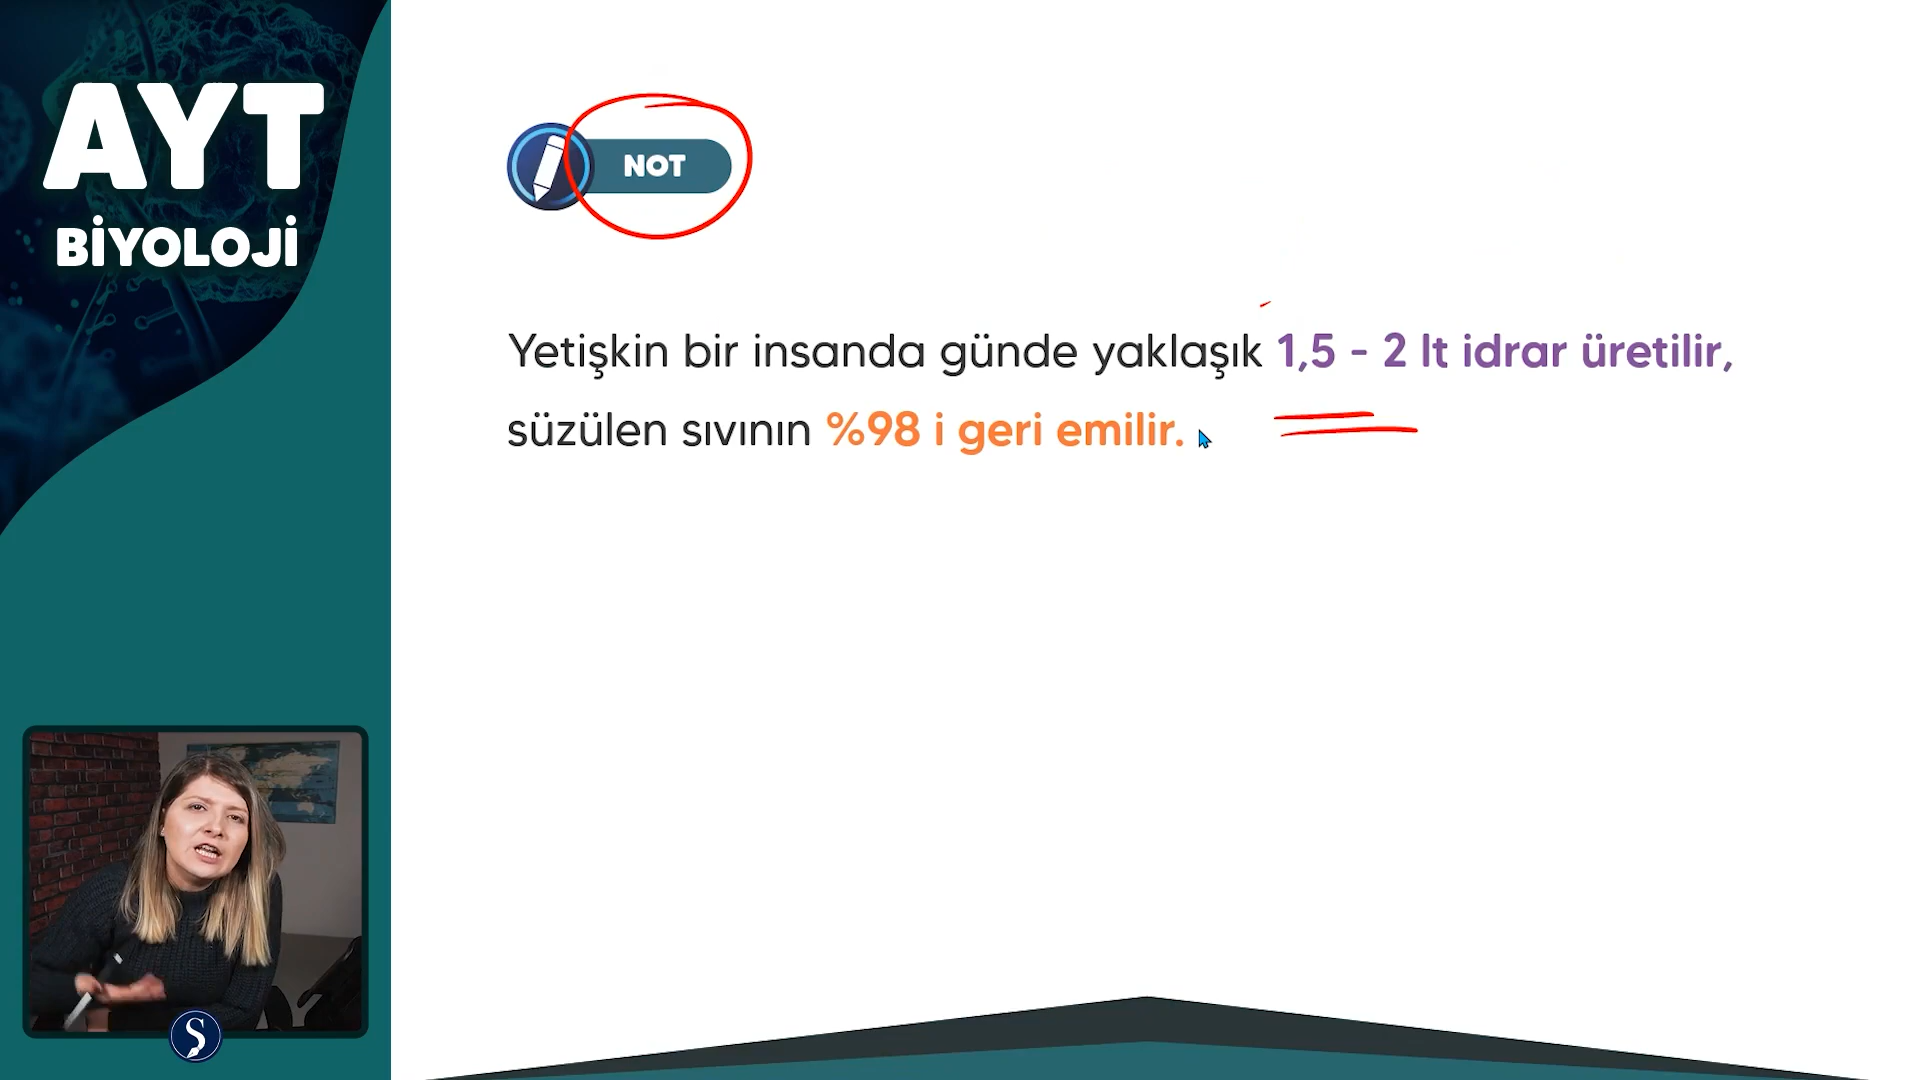 AYT
BİYOLOJİ
NOT
Yetişkin bir insanda günde yaklaşık 1,5 - 2 lt idrar üretilir,
süzülen sıvının %98 i geri emilir.
S